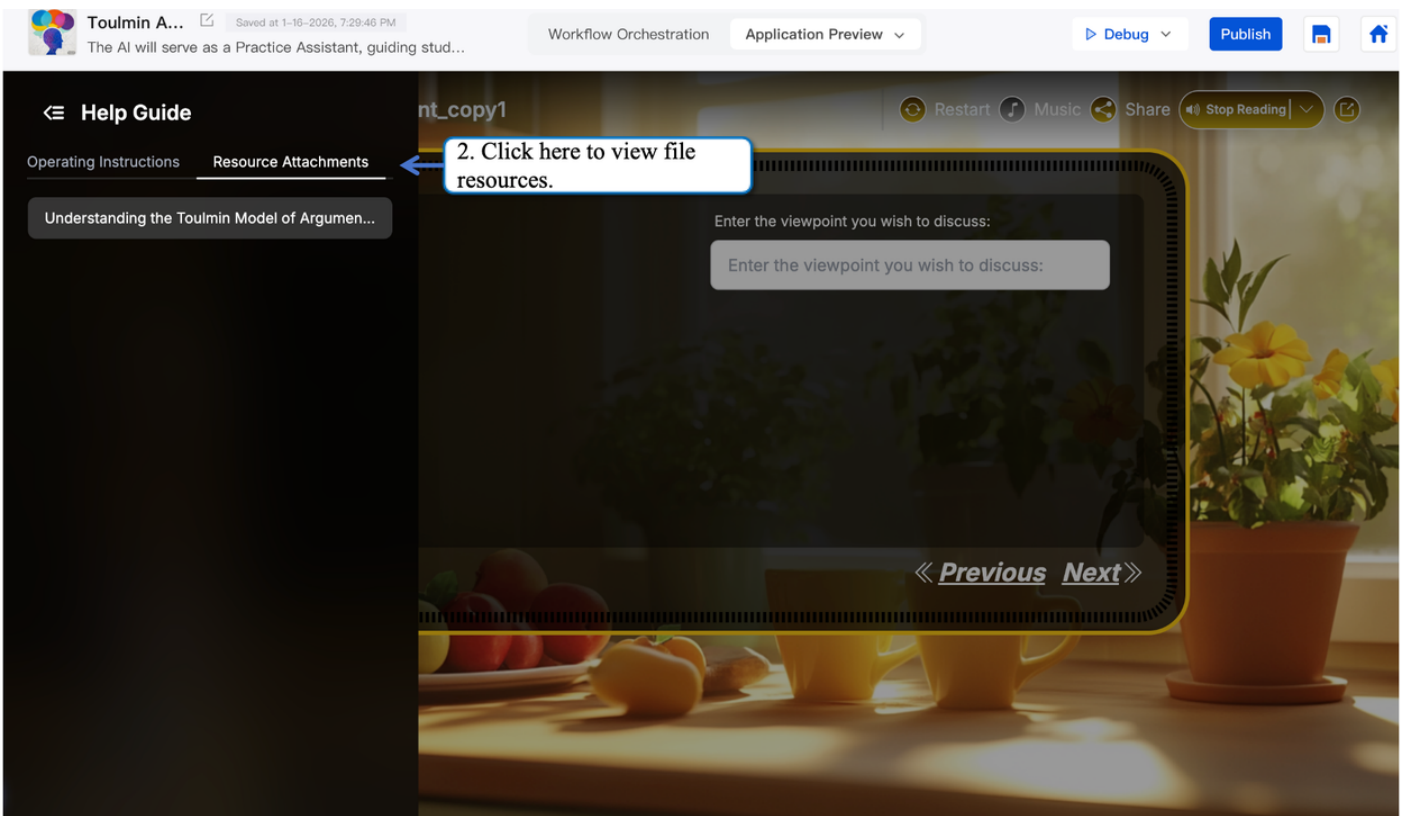 Toulmin A...
Saved at 1-16-2026, 7:29:46 PM
The AI will serve as a Practice Assistant, guiding stud...
Workflow Orchestration
Application Preview
Debug
Publish
Help Guide
nt_copy1
Restart
Music
Share
Stop Reading
Operating Instructions
Resource Attachments
2. Click here to view file
resources.
Understanding the Toulmin Model of Argumen...
Enter the viewpoint you wish to discuss:
Enter the viewpoint you wish to discuss:
Previous
Next